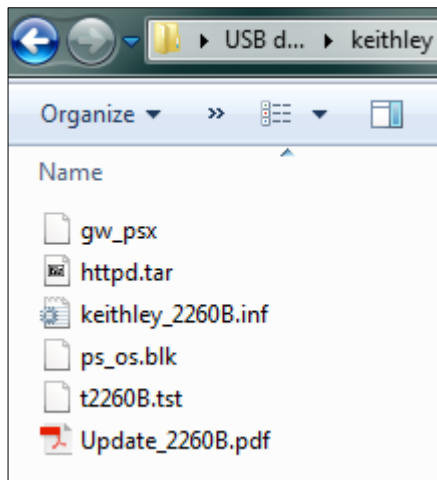 USB d... keithley
Organize
Name
gw_psx
httpd.tar
keithley_2260B.inf
ps_os.blk
t2260B.tst
Update_2260B.pdf